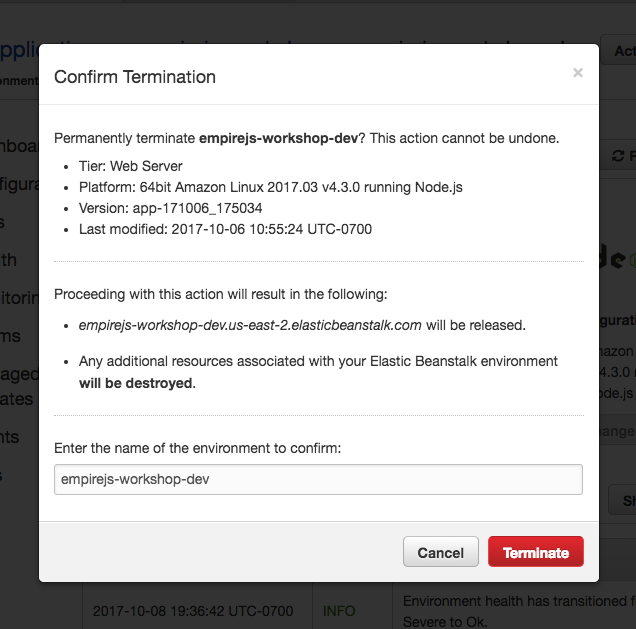 Confirm Termination
×
Permanently terminate empirejs-workshop-dev? This action cannot be undone.
• Tier: Web Server
• Platform: 64bit Amazon Linux 2017.03 v4.3.0 running Node.js
• Version: app-171006_175034
• Last modified: 2017-10-06 10:55:24 UTC-0700
Proceeding with this action will result in the following:
• empirejs-workshop-dev.us-east-2.elasticbeanstalk.com will be released.
• Any additional resources associated with your Elastic Beanstalk environment
will be destroyed.
Enter the name of the environment to confirm:
empirejs-workshop-dev
Cancel
Terminate
2017-10-08 19:36:42 UTC-0700
INFO
Environment health has transitioned f
Severe to Ok.